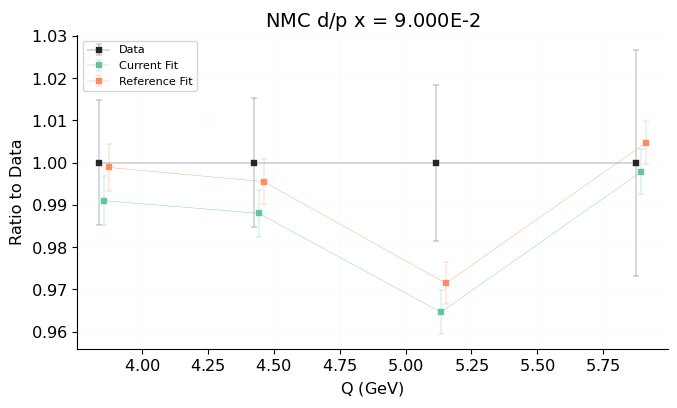 NMC d/p x = 9.000E-2
Data
Current Fit
Reference Fit
Ratio to Data
1.03
1.02
1.01
1.00
0.99
0.98
0.97
0.96
4.00 4.25 4.50 4.75 5.00 5.25 5.50 5.75
Q (GeV)